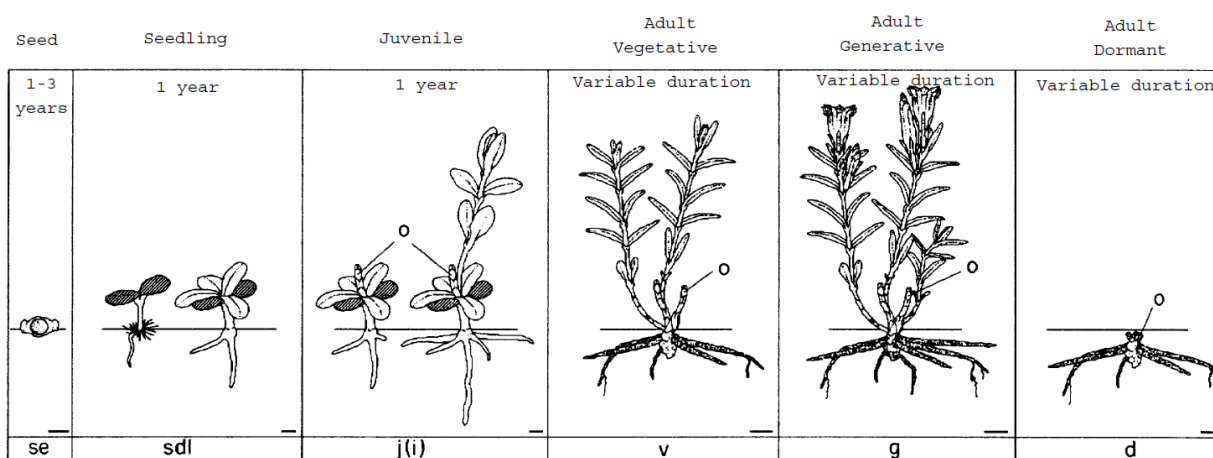 Seed
Seedling
Juvenile
Adult
Vegetative
Adult
Generative
Adult
Dormant
1-3
years
1 year
1 year
Variable duration
Variable duration
Variable duration
o
o
o
o
se
sdl
j(i)
v
g
d